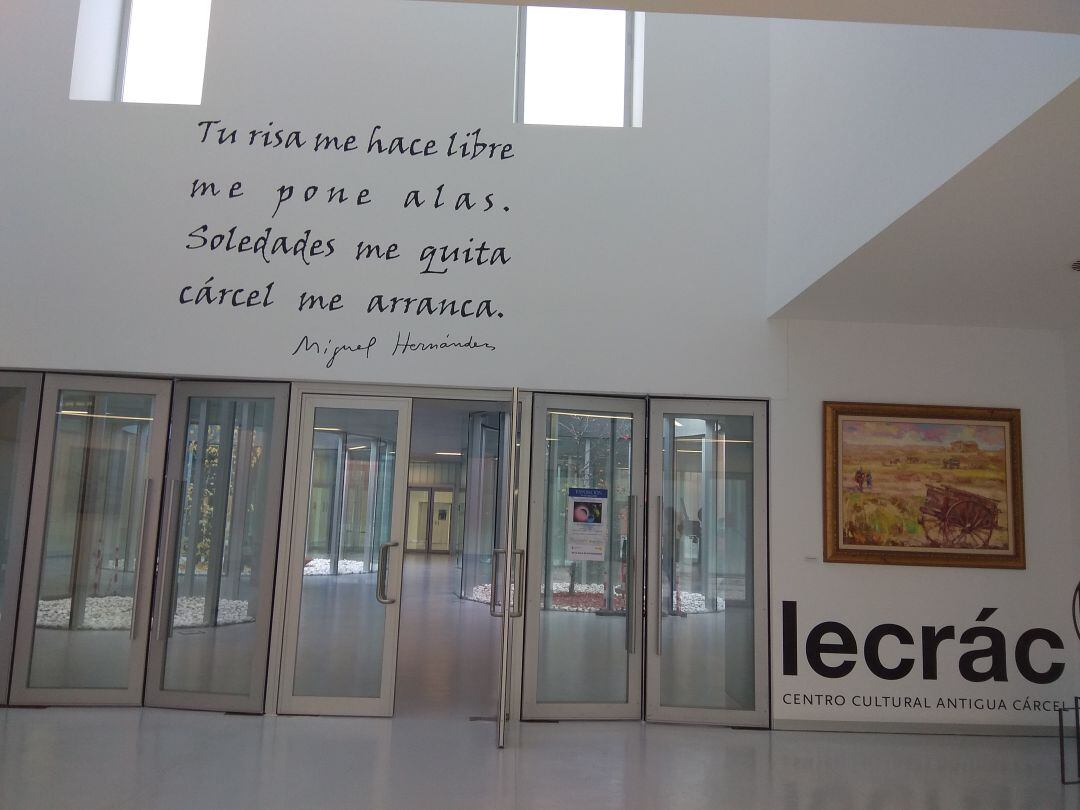 Tu risa me hace libre
me pone alas.
Soledades me quita
cárcel me arranca.
Miguel Hernández
EXPOSICIÓN
lecrác
CENTRO CULTURAL ANTIGUA CÁRCEL